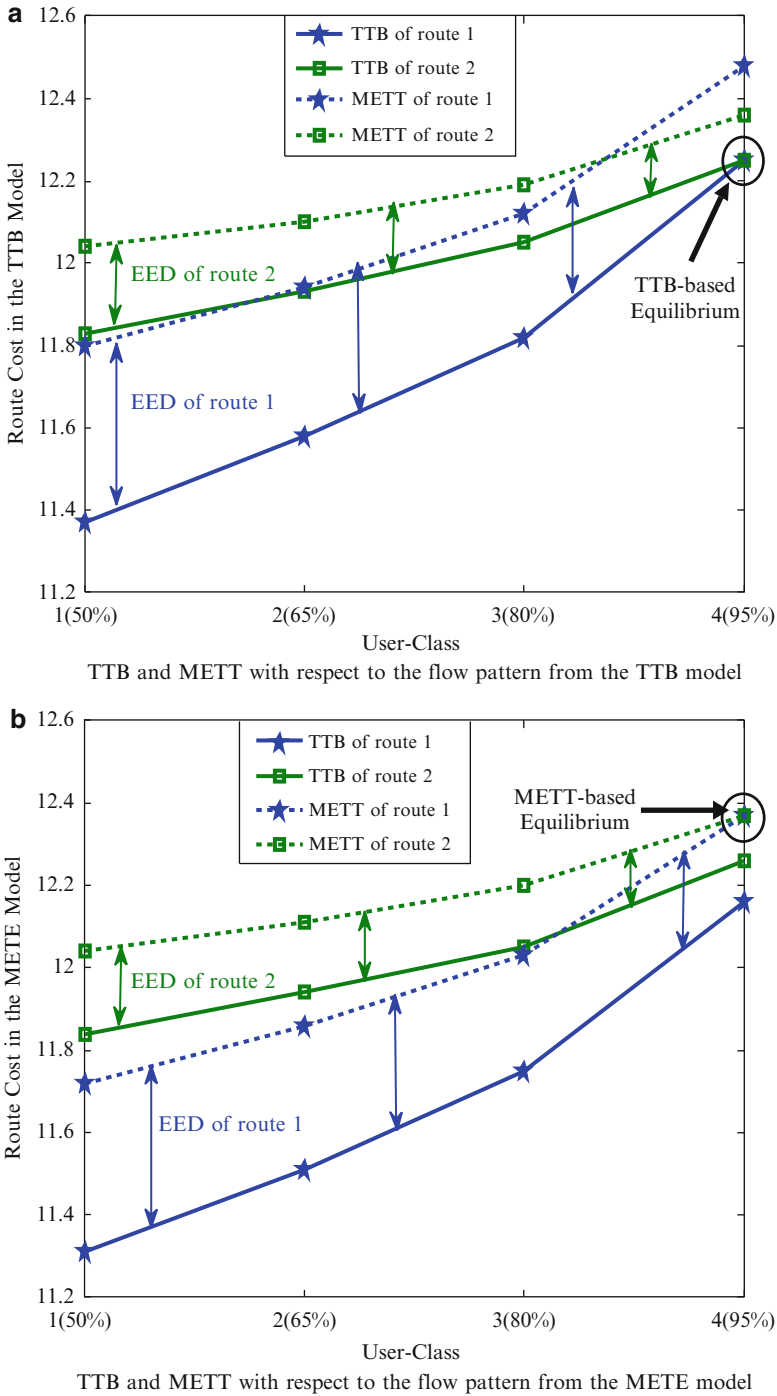 a
12.6
12.4
12.2
12
11.8
11.6
11.4
11.2
Route Cost in the TTB Model
TTB of route 1
TTB of route 2
METT of route 1
METT of route 2
EED of route 2
EED of route 1
TTB-based
Equilibrium
1(50%)
2(65%)
3(80%)
4(95%)
User-Class
TTB and METT with respect to the flow pattern from the TTB model
b
12.6
12.4
12.2
12
11.8
11.6
11.4
11.2
Route Cost in the METE Model
TTB of route 1
TTB of route 2
METT of route 1
METT of route 2
METT-based
Equilibrium
EED of route 2
EED of route 1
1(50%)
2(65%)
3(80%)
4(95%)
User-Class
TTB and METT with respect to the flow pattern from the METE model